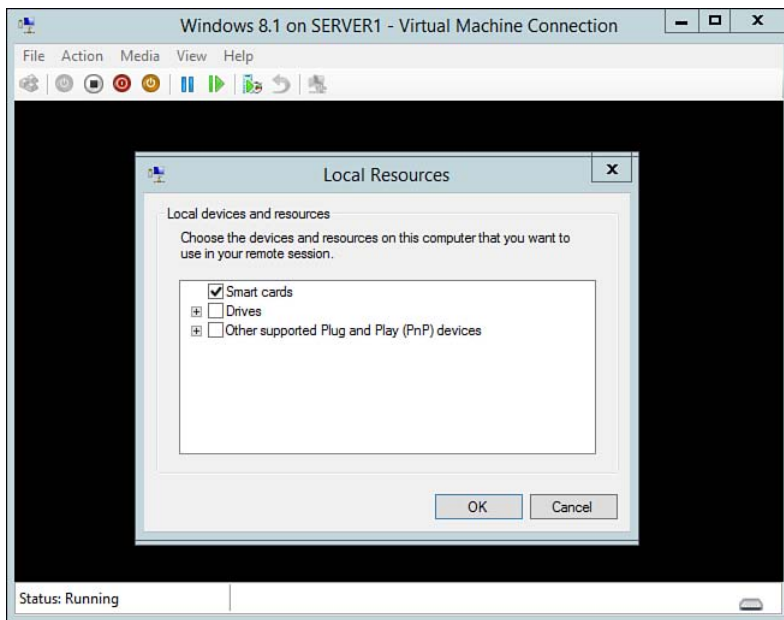 Windows 8.1 on SERVER1 - Virtual Machine Connection
File Action Media View Help
Local Resources
Local devices and resources
Choose the devices and resources on this computer that you want to
use in your remote session.
Smart cards
Drives
Other supported Plug and Play (PnP) devices
OK Cancel
Status: Running